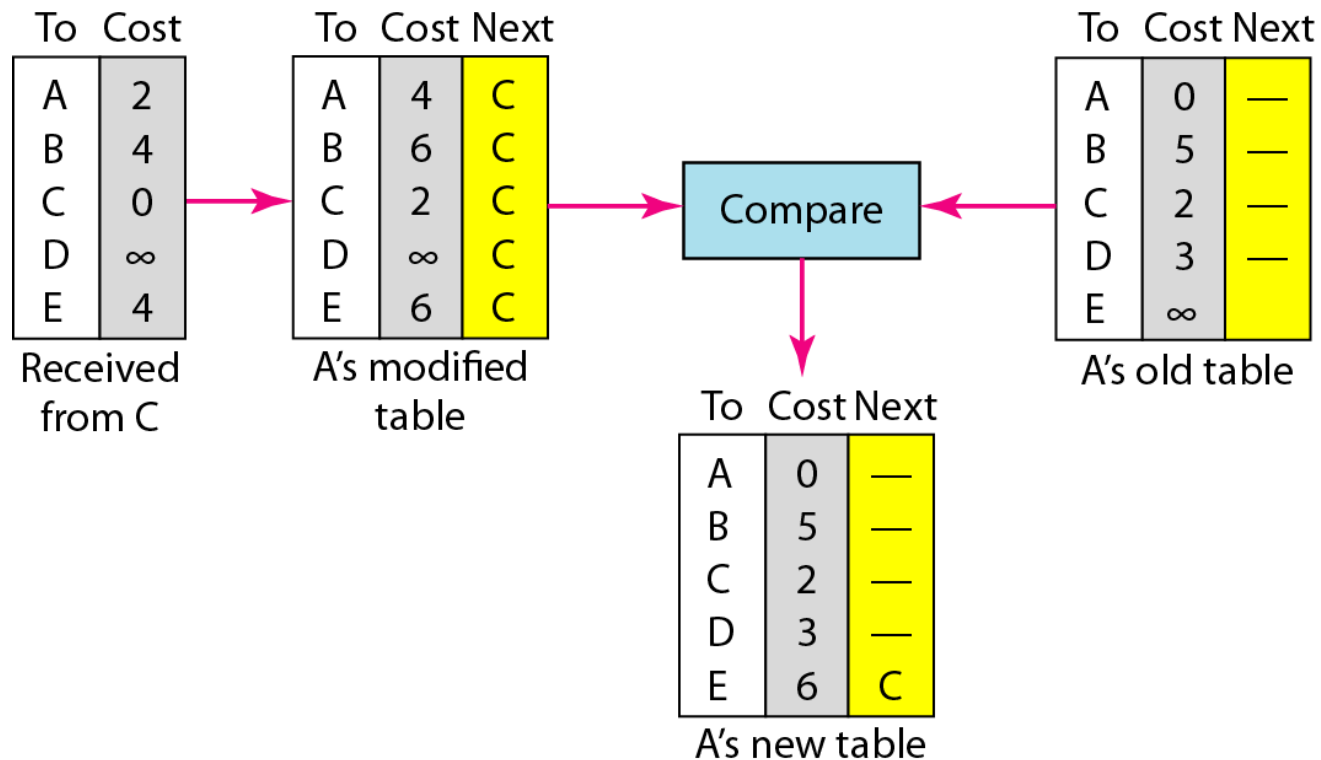 To Cost
A 2
B 4
C 0
D ∞
E 4
Received
from C
To Cost Next
A 4 C
B 6 C
C 2 C
D ∞ C
E 6 C
A's modified
table
Compare
To Cost Next
A 0 —
B 5 —
C 2 —
D 3 —
E ∞
A's old table
To Cost Next
A 0 —
B 5 —
C 2 —
D 3 —
E 6 C
A's new table